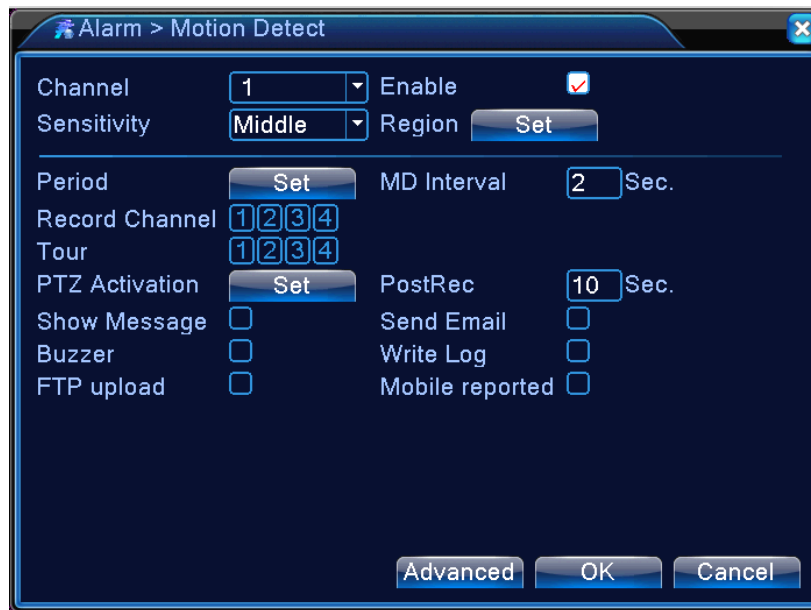 Alarm > Motion Detect
Channel 1 Enable
Sensitivity Middle Region Set
Period Set MD Interval 2 Sec.
Record Channel 1 2 3 4
Tour 1 2 3 4
PTZ Activation Set PostRec 10 Sec.
Show Message Send Email
Buzzer Write Log
FTP upload Mobile reported
Advanced OK Cancel